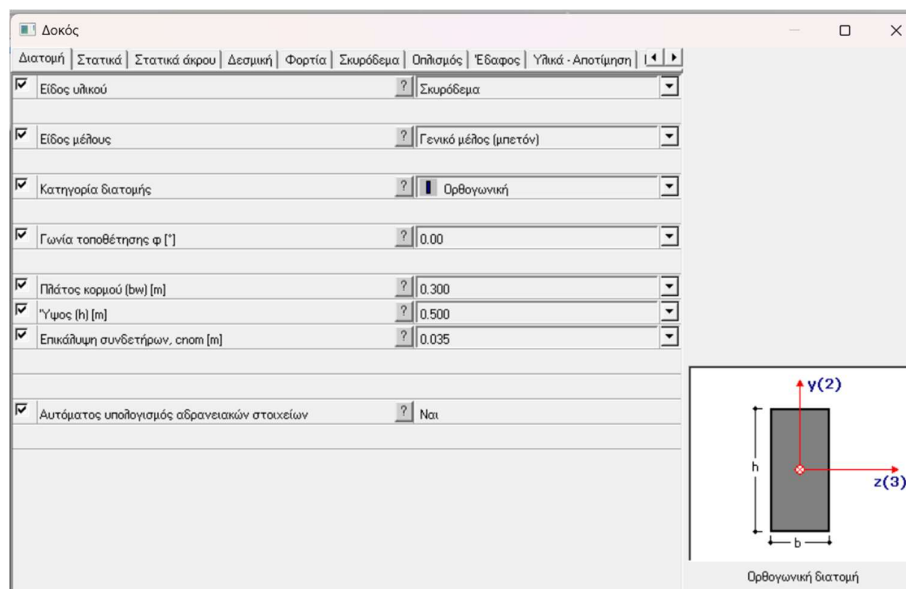 Δοκός
Διατομή Στατικά Στατικά άκρου Δεσμική Φορτία Σκυρόδεμα Οπλισμός Έδαφος Υλικά - Αποτίμηση
Είδος υλικού ? Σκυρόδεμα
Είδος μέλους ? Γενικό μέλος (μπετόν)
Κατηγορία διατομής ? Ορθογωνική
Γωνία τοποθέτησης φ [°] ? 0.00
Πλάτος κορμού (bw) [m] ? 0.300
Ύψος (h) [m] ? 0.500
Επικάλυψη συνδετήρων, cnom [m] ? 0.035
Αυτόματος υπολογισμός αδρανειακών στοιχείων ? Ναι
y(2)
h
z(3)
b
Ορθογωνική διατομή